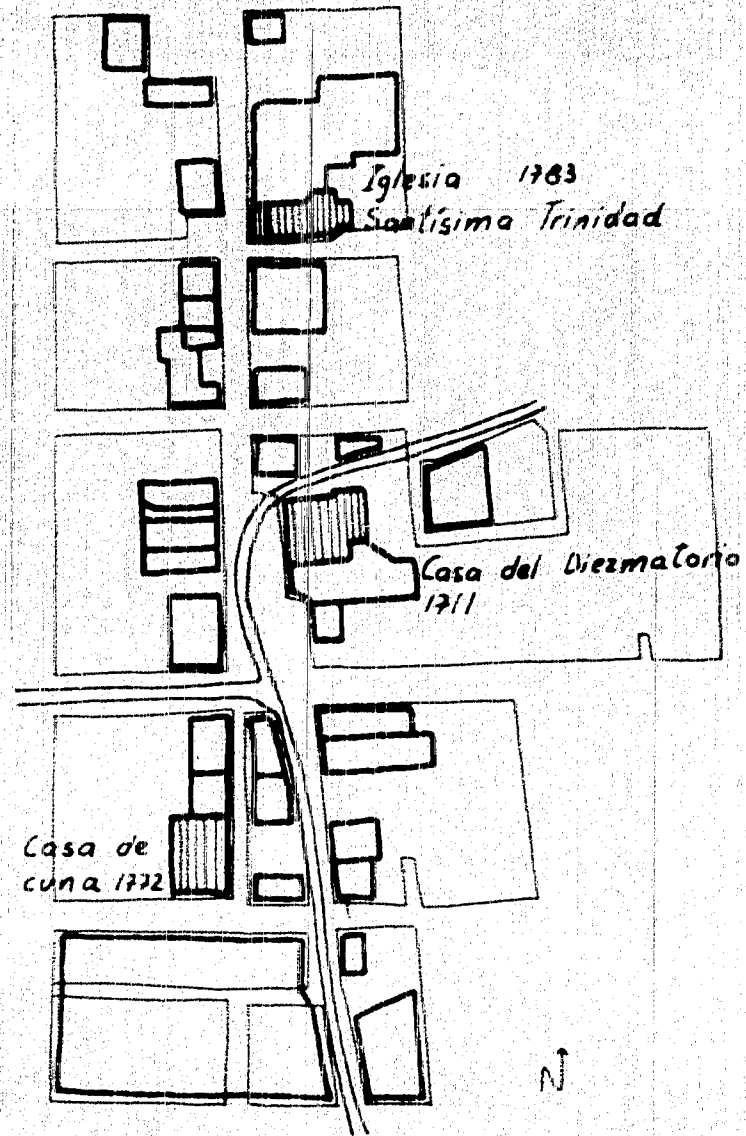 Iglesia 1783
Santísima Trinidad
Casa del Diezmatorio
1711
Casa de
cuna 1772
N